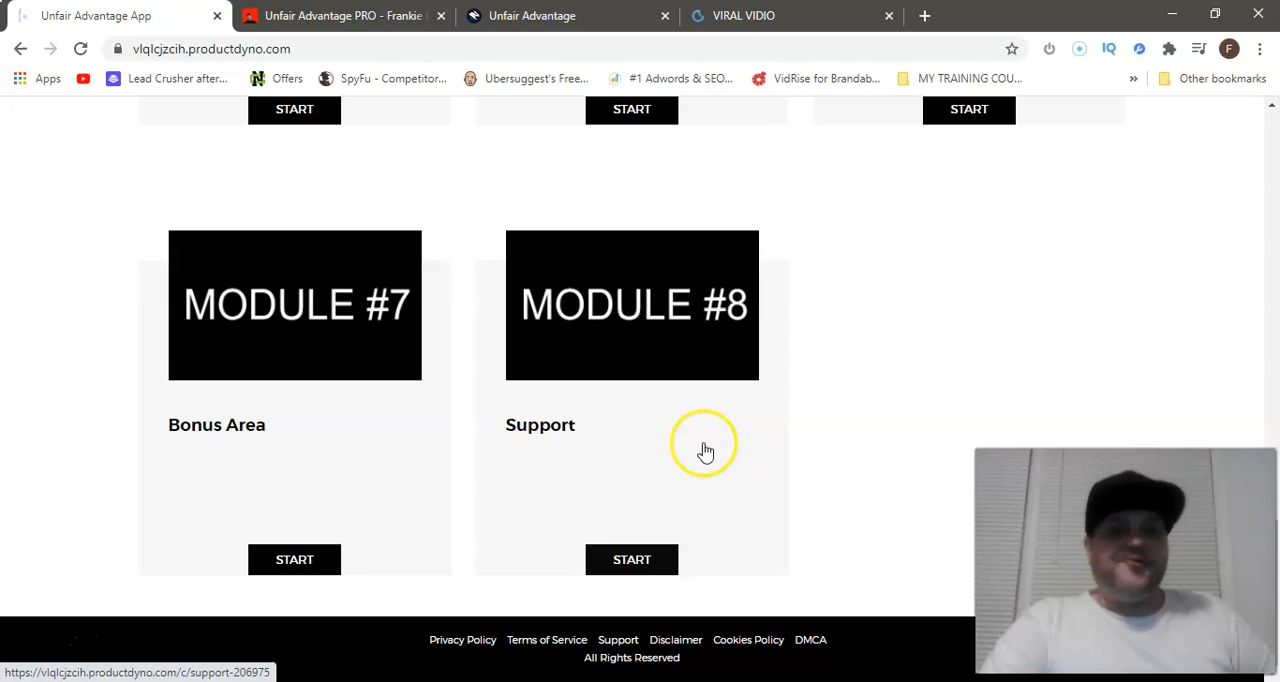 Unfair Advantage App
Unfair Advantage PRO - Frankie
Unfair Advantage
VIRAL VIDIO
vlqlcjzcih.productdyno.com
IQ
F
Apps
Lead Crusher after...
Offers
SpyFu - Competitor...
Ubersuggest's Free...
#1 Adwords & SEO...
VidRise for Brandab...
MY TRAINING COU...
Other bookmarks
START
START
START
MODULE #7
MODULE #8
Bonus Area
Support
START
START
Privacy Policy
Terms of Service
Support
Disclaimer
Cookies Policy
DMCA
All Rights Reserved
https://vlqlcjzcih.productdyno.com/c/support-206975